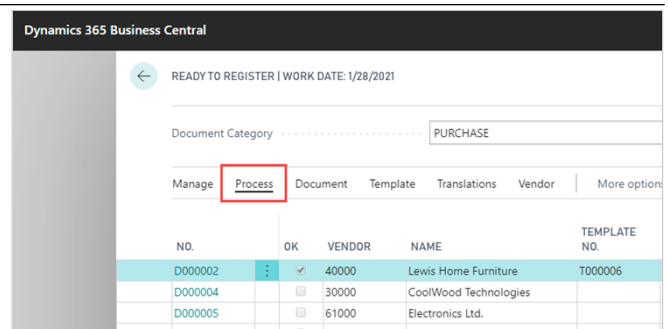 Dynamics 365 Business Central
READY TO REGISTER | WORK DATE: 1/28/2021
Document Category PURCHASE
Manage Process Document Template Translations Vendor More options
NO. OK VENDOR NAME TEMPLATE NO.
D000002 40000 Lewis Home Furniture T000006
D000004 30000 CoolWood Technologies
D000005 61000 Electronics Ltd.